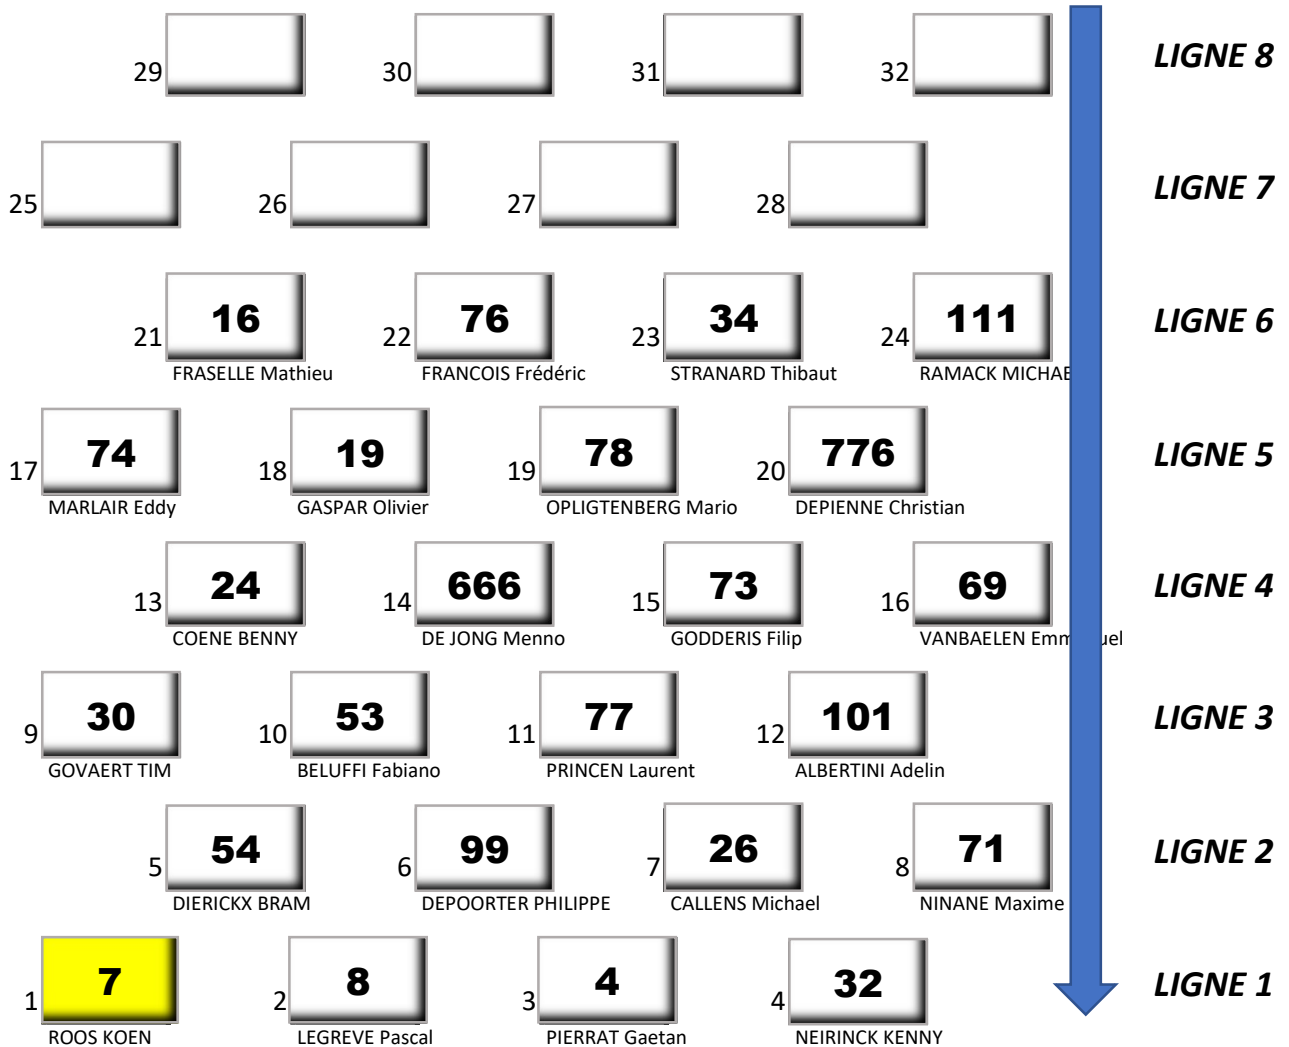 29 30 31 32 LIGNE 8
25 26 27 28 LIGNE 7
21 16 22 76 23 34 24 111 LIGNE 6
FRASELLE Mathieu FRANCOIS Frédéric STRANARD Thibaut RAMACK MICHAE
17 74 18 19 19 78 20 776 LIGNE 5
MARLAIR Eddy GASPAR Olivier OPLIGTENBERG Mario DEPIENNE Christian
13 24 14 666 15 73 16 69 LIGNE 4
COENE BENNY DE JONG Menno GODDERIS Filip VANBAELEN
9 30 10 53 11 77 12 101 LIGNE 3
GOVAERT TIM BELUFFI Fabiano PRINCEN Laurent ALBERTINI Adelin
5 54 6 99 7 26 8 71 LIGNE 2
DIERICKX BRAM DEPOORTER PHILIPPE CALLENS Michael NINANE Maxime
1 7 2 8 3 4 4 32 LIGNE 1
ROOS KOEN LEGREVE Pascal PIERRAT Gaetan NEIRINCK KENNY